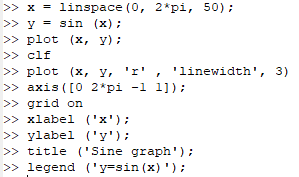 >> x = linspace(0, 2*pi, 50);
>> y = sin (x);
>> plot (x, y);
>> clf
>> plot (x, y, 'r' , 'linewidth', 3)
>> axis([0 2*pi -1 1]);
>> grid on
>> xlabel ('x');
>> ylabel ('y');
>> title ('Sine graph');
>> legend ('y=sin(x)');